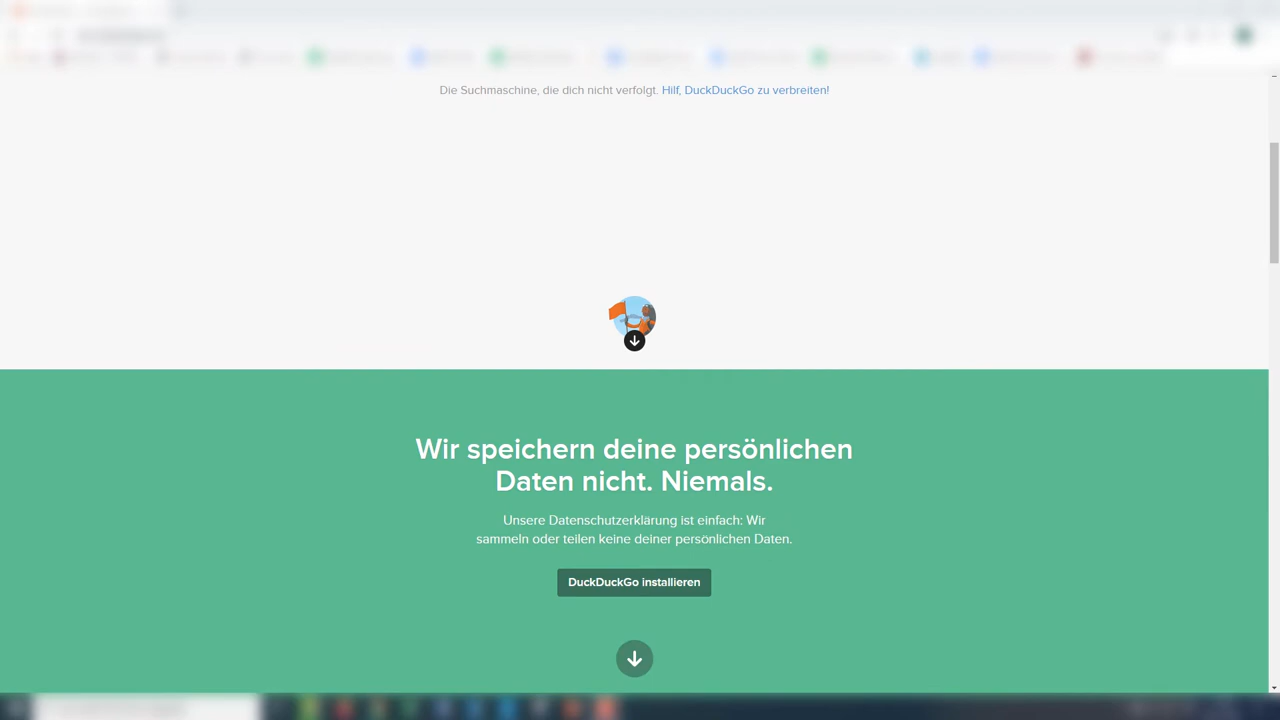 Die Suchmaschine, die dich nicht verfolgt. Hilf, DuckDuckGo zu verbreiten!
Wir speichern deine persönlichen
Daten nicht. Niemals.
Unsere Datenschutzerklärung ist einfach: Wir
sammeln oder teilen keine deiner persönlichen Daten.
DuckDuckGo installieren